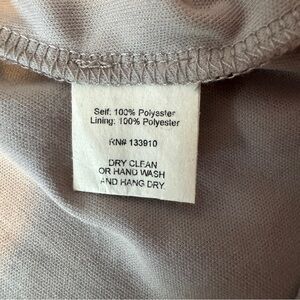 Self: 100% Polyester
Lining: 100% Polyester
RN# 133910
DRY CLEAN
OR HAND WASH
AND HANG DRY